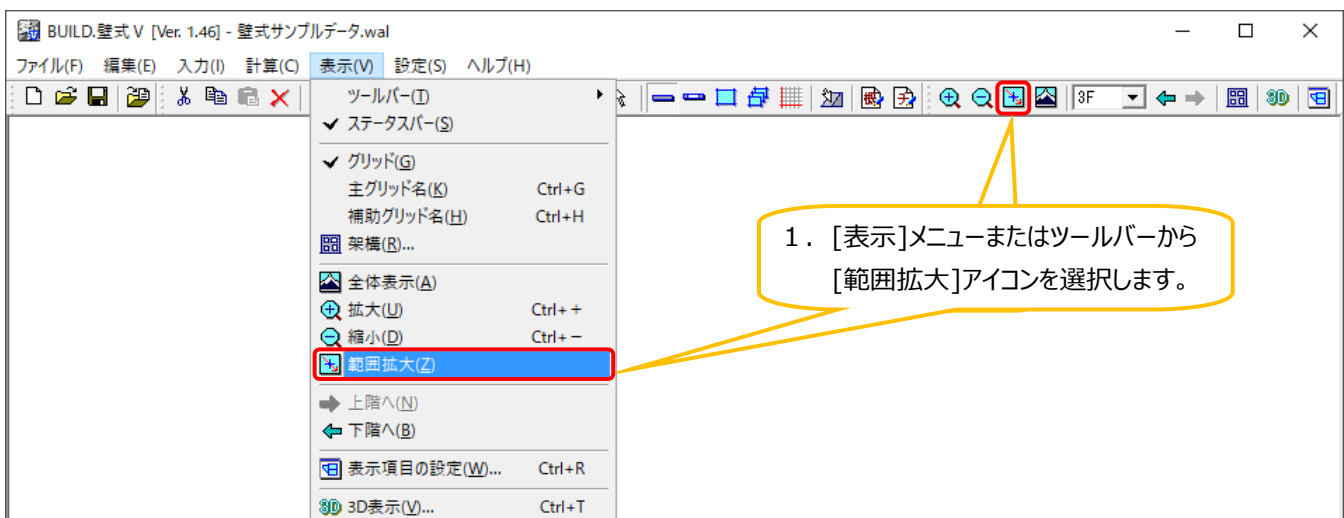 BUILD.壁式 V [Ver. 1.46] - 壁式サンプルデータ.wal
ファイル(F) 編集(E) 入力(I) 計算(C) 表示(V) 設定(S) ヘルプ(H)
3F
3D
ツールバー(T)
ステータスバー(S)
グリッド(G)
主グリッド名(K) Ctrl+G
補助グリッド名(H) Ctrl+H
架構(R)...
全体表示(A)
拡大(U) Ctrl+ +
縮小(D) Ctrl+ −
範囲拡大(Z)
上階へ(N)
下階へ(B)
表示項目の設定(W)... Ctrl+R
3D 3D表示(V)... Ctrl+T
1. [表示]メニューまたはツールバーから
[範囲拡大]アイコンを選択します。